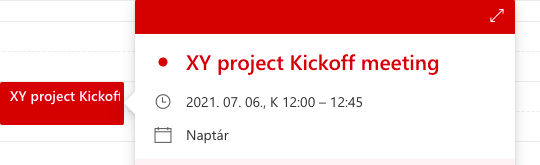 XY project Kickoff meeting
XY project Kickoff
2021. 07. 06., K 12:00 – 12:45
Naptár